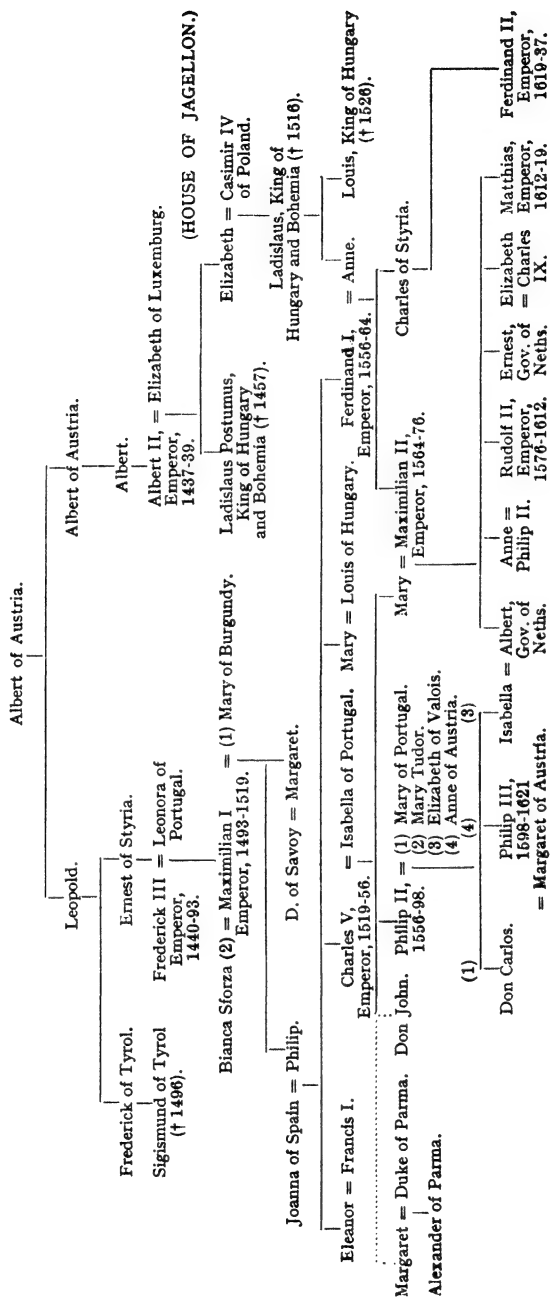 Albert of Austria.
Leopold.
Albert of Austria.
Frederick of Tyrol.
Ernest of Styria.
Albert.
Sigismund of Tyrol
(† 1496).
Frederick III = Leonora of
Emperor, Portugal.
1440-93.
Albert II, = Elizabeth of Luxemburg.
Emperor,
1437-39.
(HOUSE OF JAGELLON.)
Bianca Sforza (2) = Maximilian I = (1) Mary of Burgundy.
Emperor, 1493-1519.
Ladislaus Postumus,
King of Hungary
and Bohemia († 1457).
Elizabeth = Casimir IV
of Poland.
Joanna of Spain = Philip.
D. of Savoy = Margaret.
Ladislaus, King of
Hungary and Bohemia († 1516).
Eleanor = Francis I.
Charles V, = Isabella of Portugal.
Emperor, 1519-56.
Mary = Louis of Hungary.
Ferdinand I, = Anne.
Emperor, 1556-64.
Louis, King of Hungary
(† 1526).
Margaret = Duke of Parma.
Don John.
Philip II, = (1) Mary of Portugal.
1556-98. (2) Mary Tudor.
(3) Elizabeth of Valois.
(4) Anne of Austria.
Mary = Maximilian II,
Emperor, 1564-76.
Charles of Styria.
Alexander of Parma.
(1)
(4)
(3)
Don Carlos.
Philip III,
1598-1621
= Margaret of Austria.
Isabella = Albert,
Gov. of
Neths.
Anne =
Philip II.
Rudolf II,
Emperor,
1576-1612.
Ernest,
Gov. of
Neths.
Elizabeth
= Charles
IX.
Matthias,
Emperor,
1612-19.
Ferdinand II,
Emperor,
1619-37.